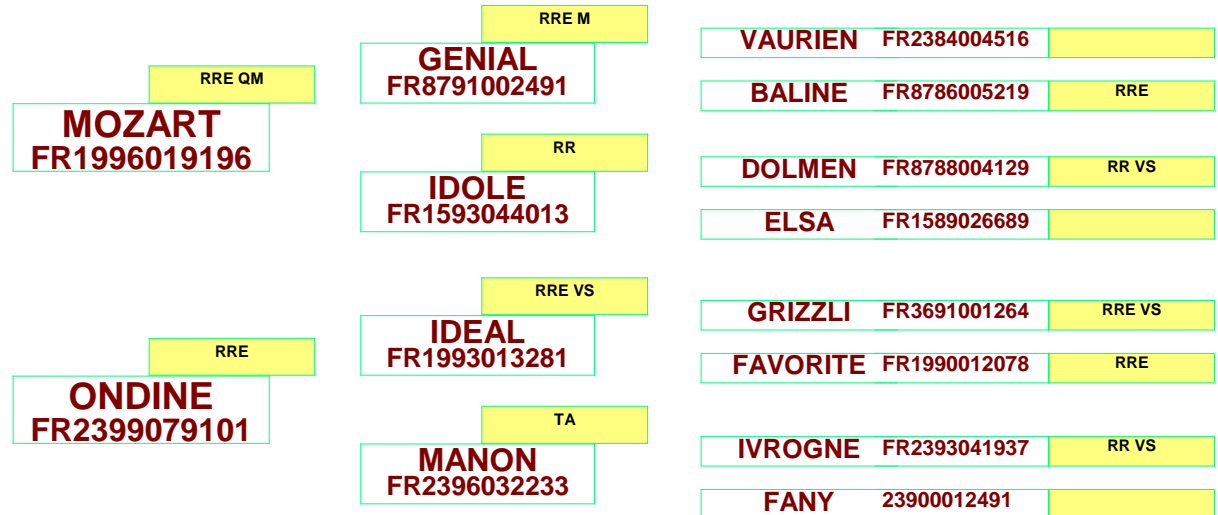 RRE QM
MOZART
FR1996019196
RRE
ONDINE
FR2399079101
RRE M
GENIAL
FR8791002491
RR
IDOLE
FR1593044013
RRE VS
IDEAL
FR1993013281
TA
MANON
FR2396032233
VAURIEN FR2384004516
BALINE FR8786005219 RRE
DOLMEN FR8788004129 RR VS
ELSA FR1589026689
GRIZZLI FR3691001264 RRE VS
FAVORITE FR1990012078 RRE
IVROGNE FR2393041937 RR VS
FANY 23900012491